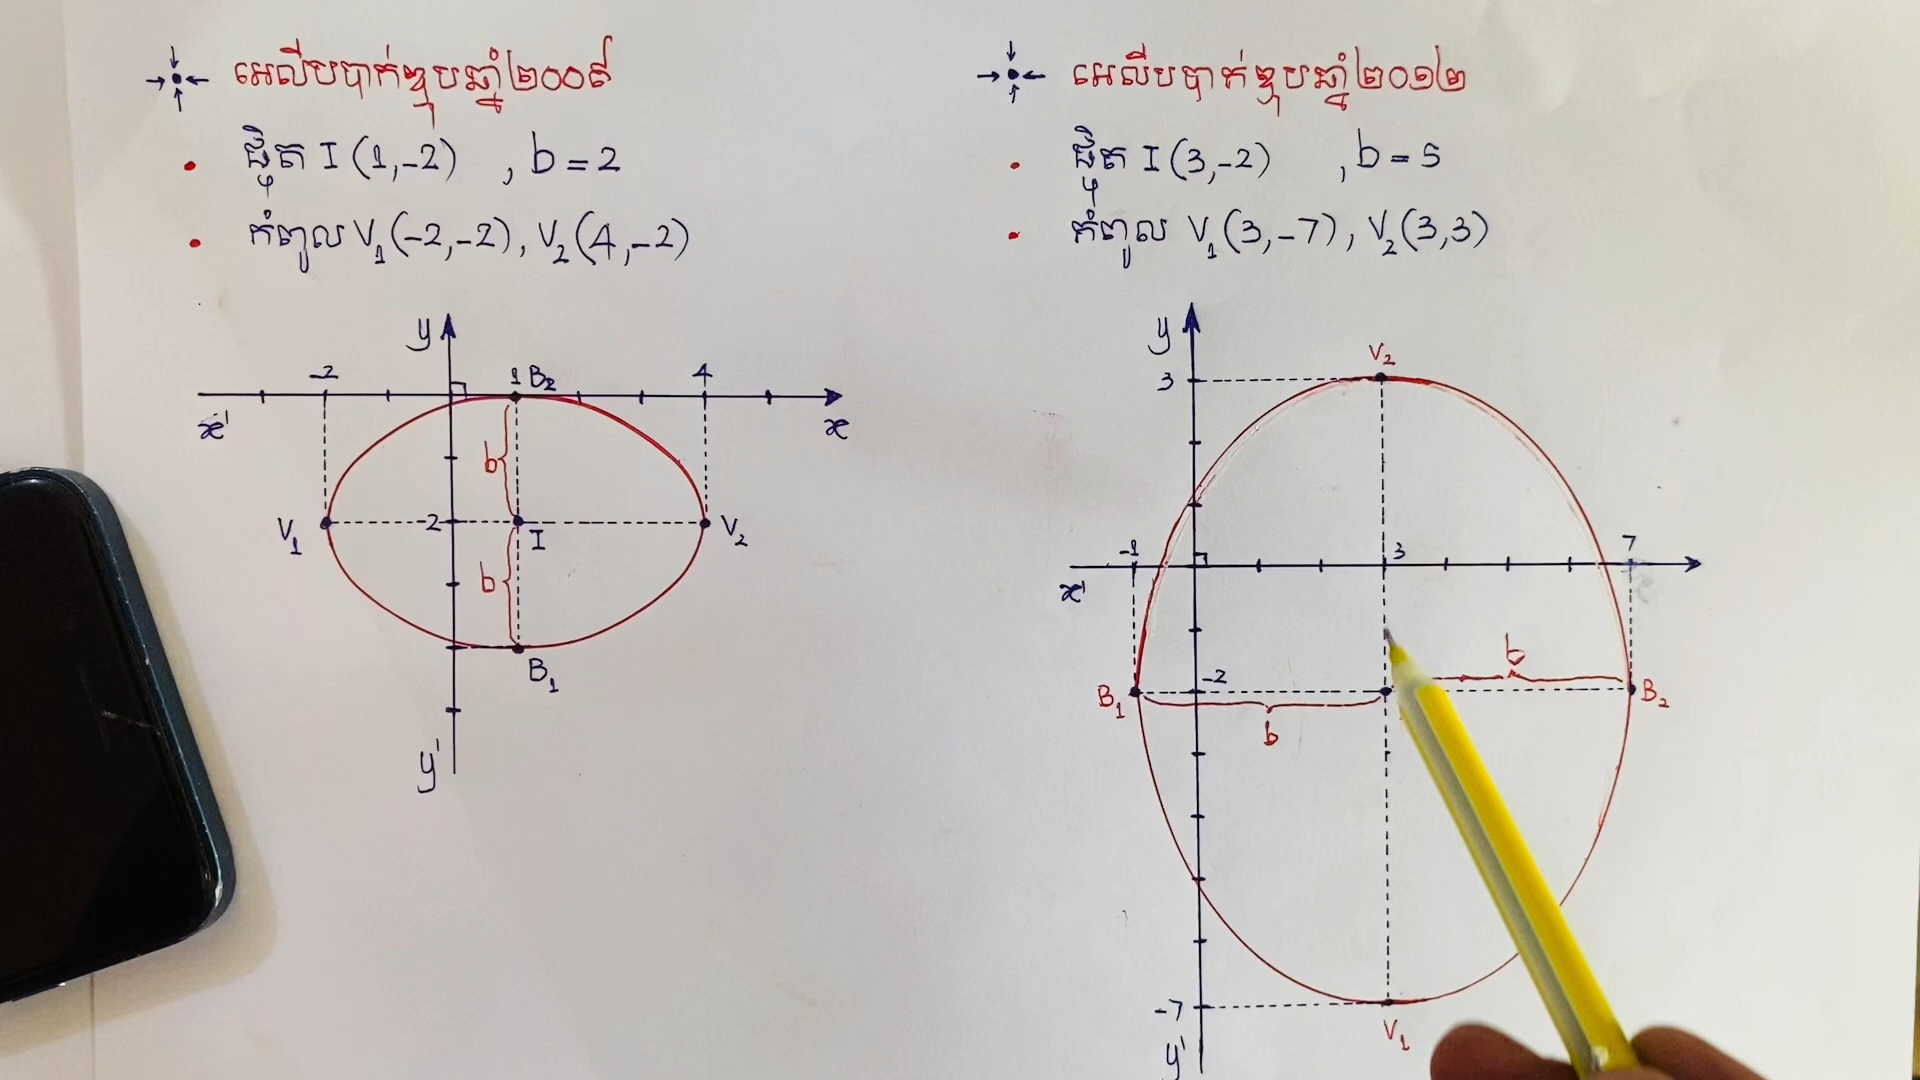 អេលីបបាក់ឌុបឆ្នាំ២០០៩
ផ្ចិត I (1,-2) , b = 2
កំពូល V₁(-2,-2), V₂(4,-2)
y
-2 1 B₂ 4
x' x
b
V₁ -2 I V₂
b
B₁
y'
អេលីបបាក់ឌុបឆ្នាំ២០១២
ផ្ចិត I (3,-2) , b = 5
កំពូល V₁(3,-7), V₂(3,3)
y V₂
3
-1 3 7
x'
b
B₁ -2 B₂
b
-7
V₁
y'